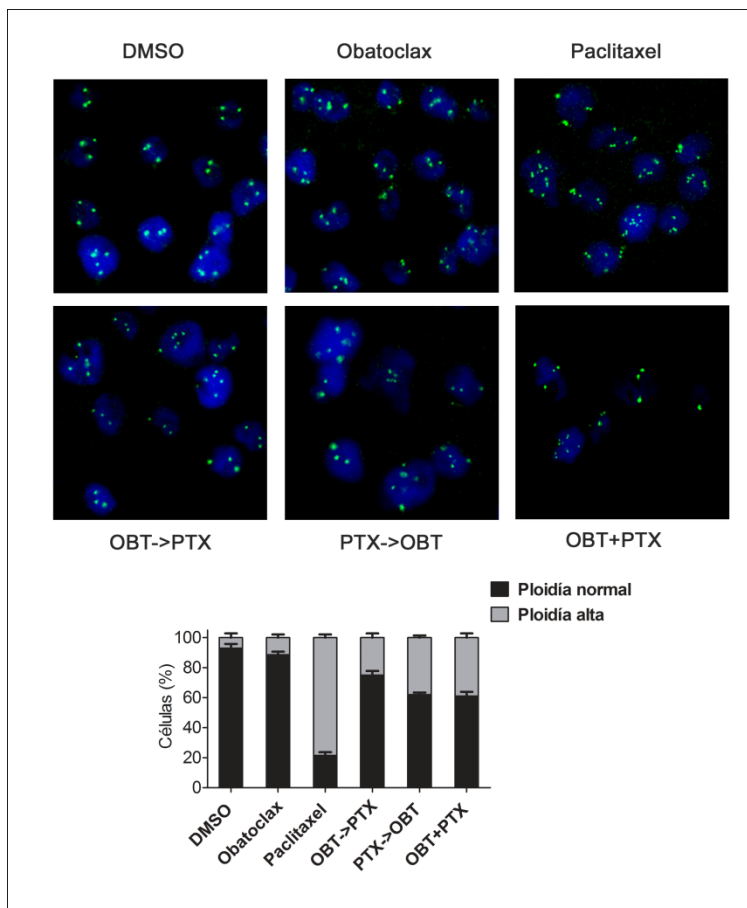 DMSO Obatoclax Paclitaxel
OBT->PTX PTX->OBT OBT+PTX
Ploidía normal
Ploidía alta
Células (%)
100
80
60
40
20
0
DMSO
Obatoclax
Paclitaxel
OBT->PTX
PTX->OBT
OBT+PTX